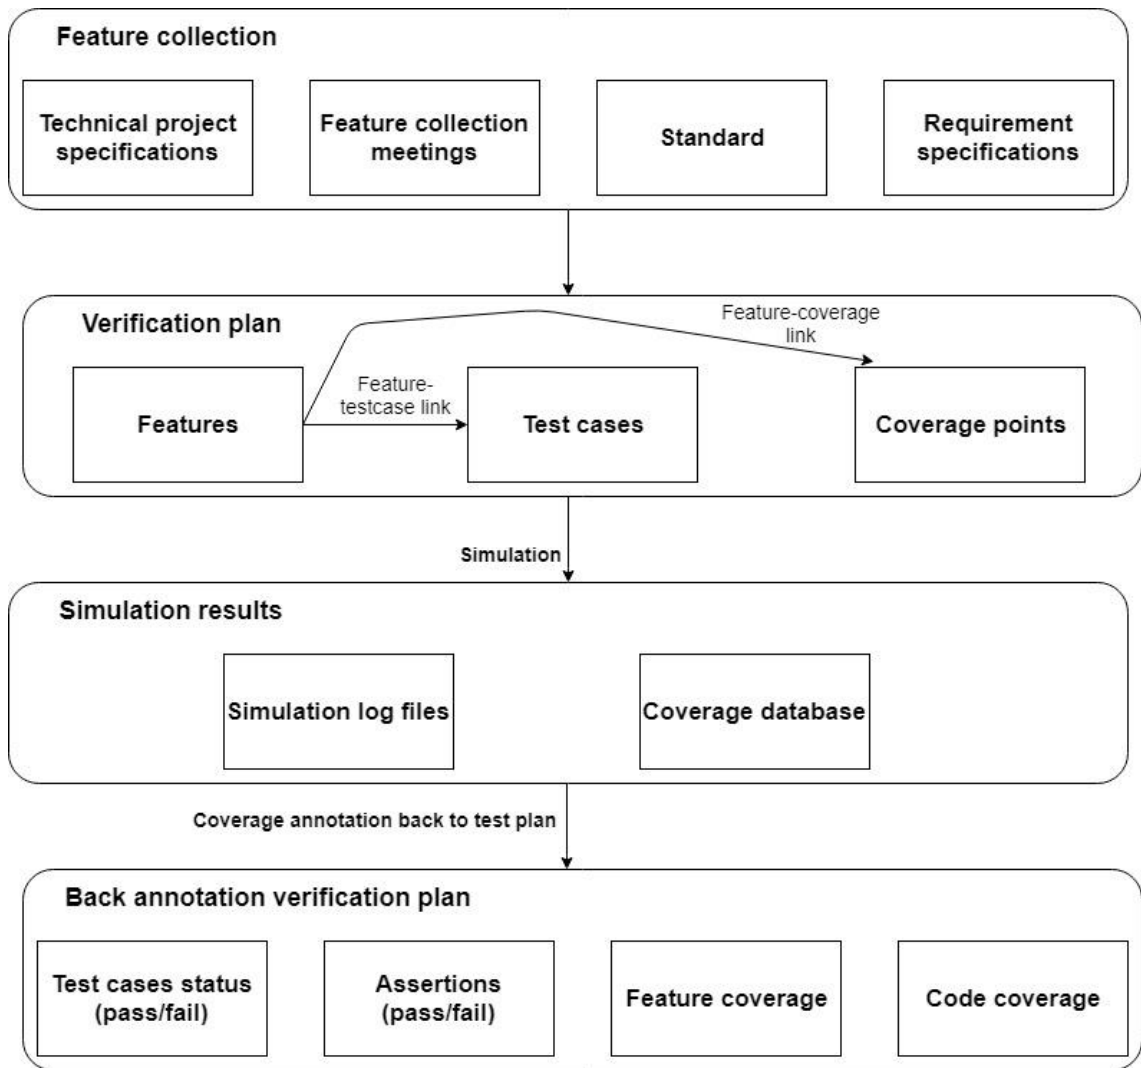 Feature collection
Technical project
specifications
Feature collection
meetings
Standard
Requirement
specifications
Verification plan
Feature-coverage
link
Features
Feature-
testcase link
Test cases
Coverage points
Simulation
Simulation results
Simulation log files
Coverage database
Coverage annotation back to test plan
Back annotation verification plan
Test cases status
(pass/fail)
Assertions
(pass/fail)
Feature coverage
Code coverage